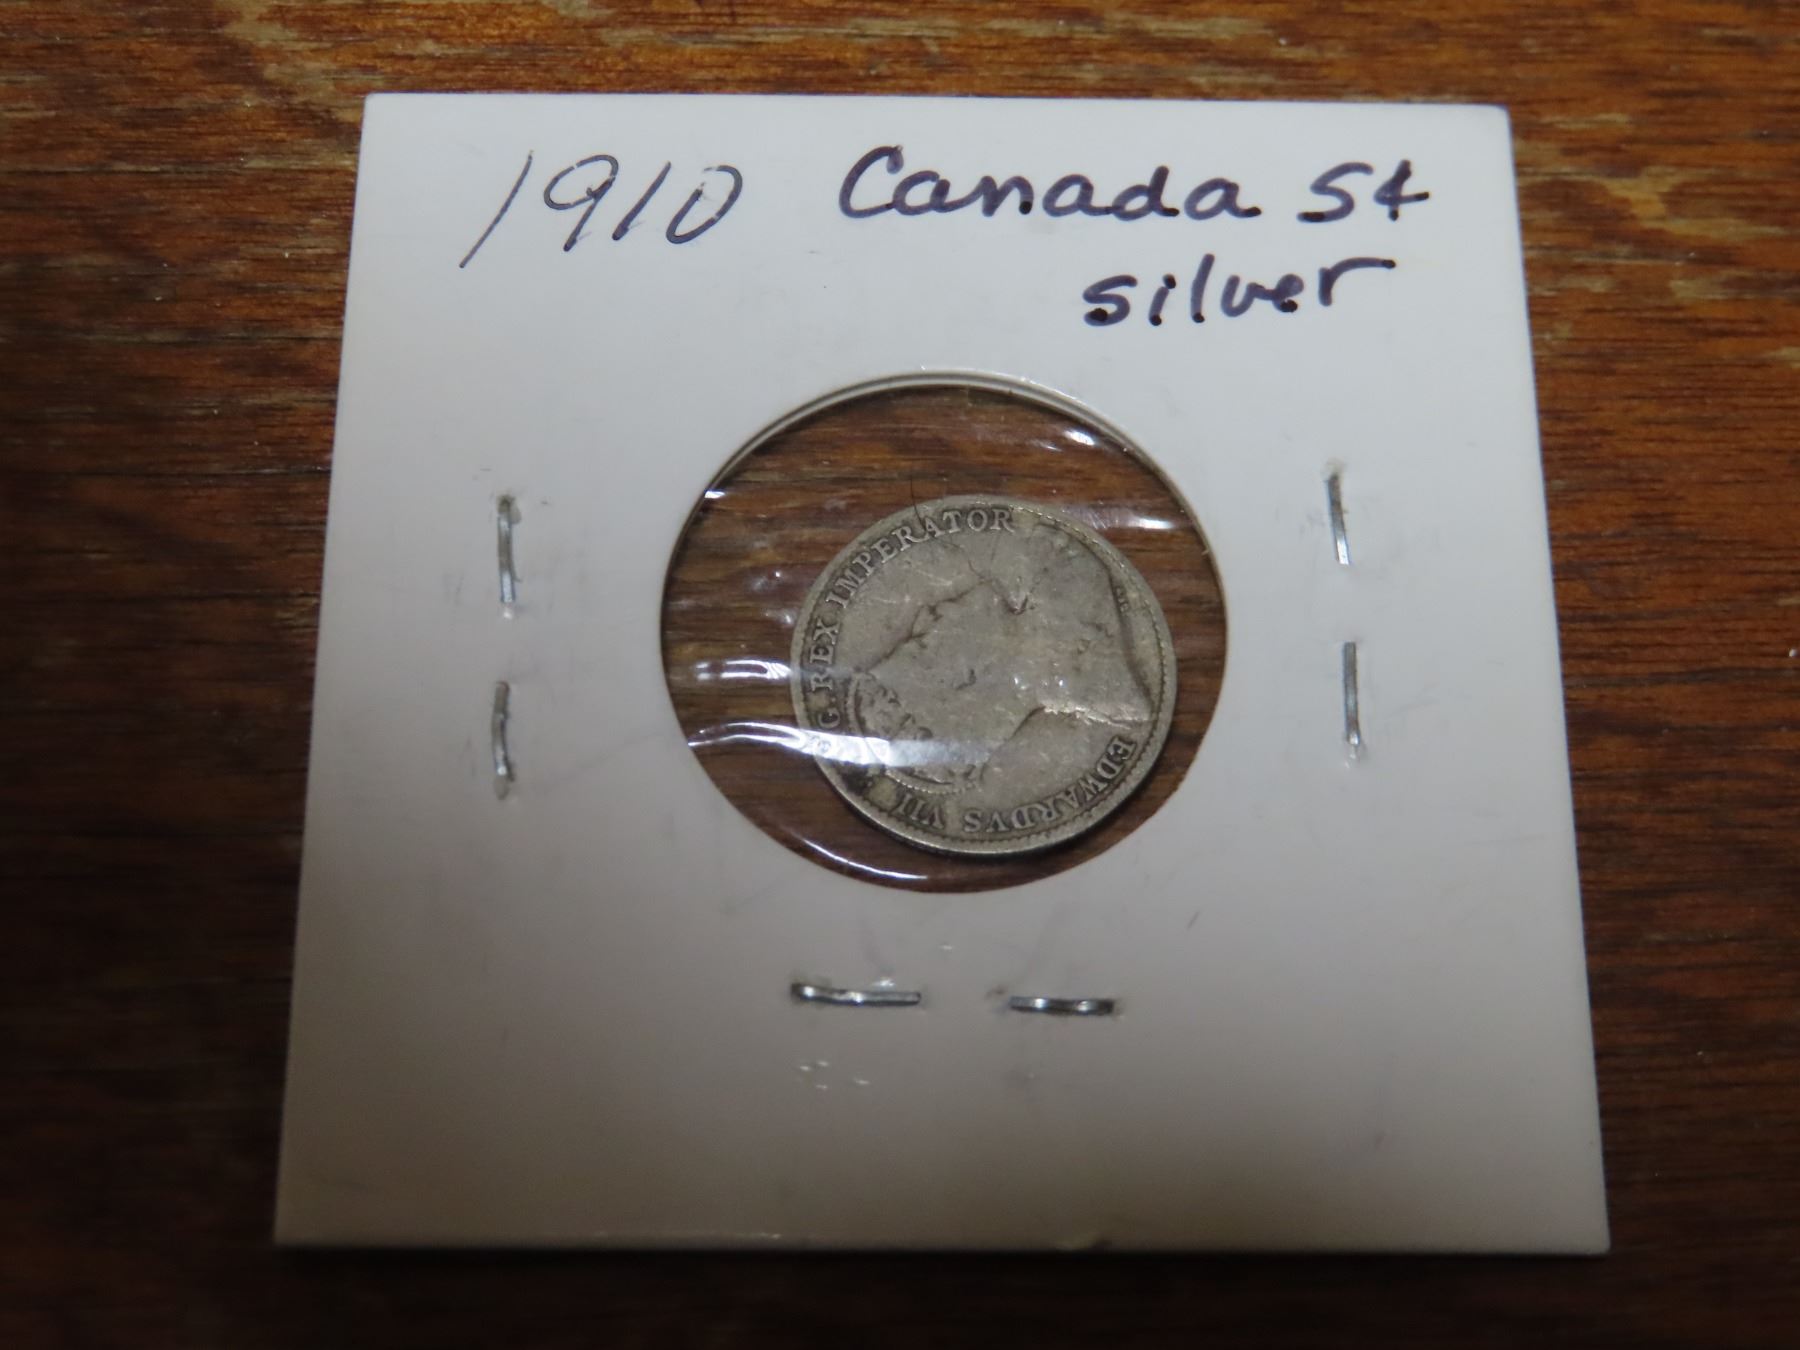 1910 Canada 5¢
silver
EDWARDVS VII
G. REX IMPERATOR